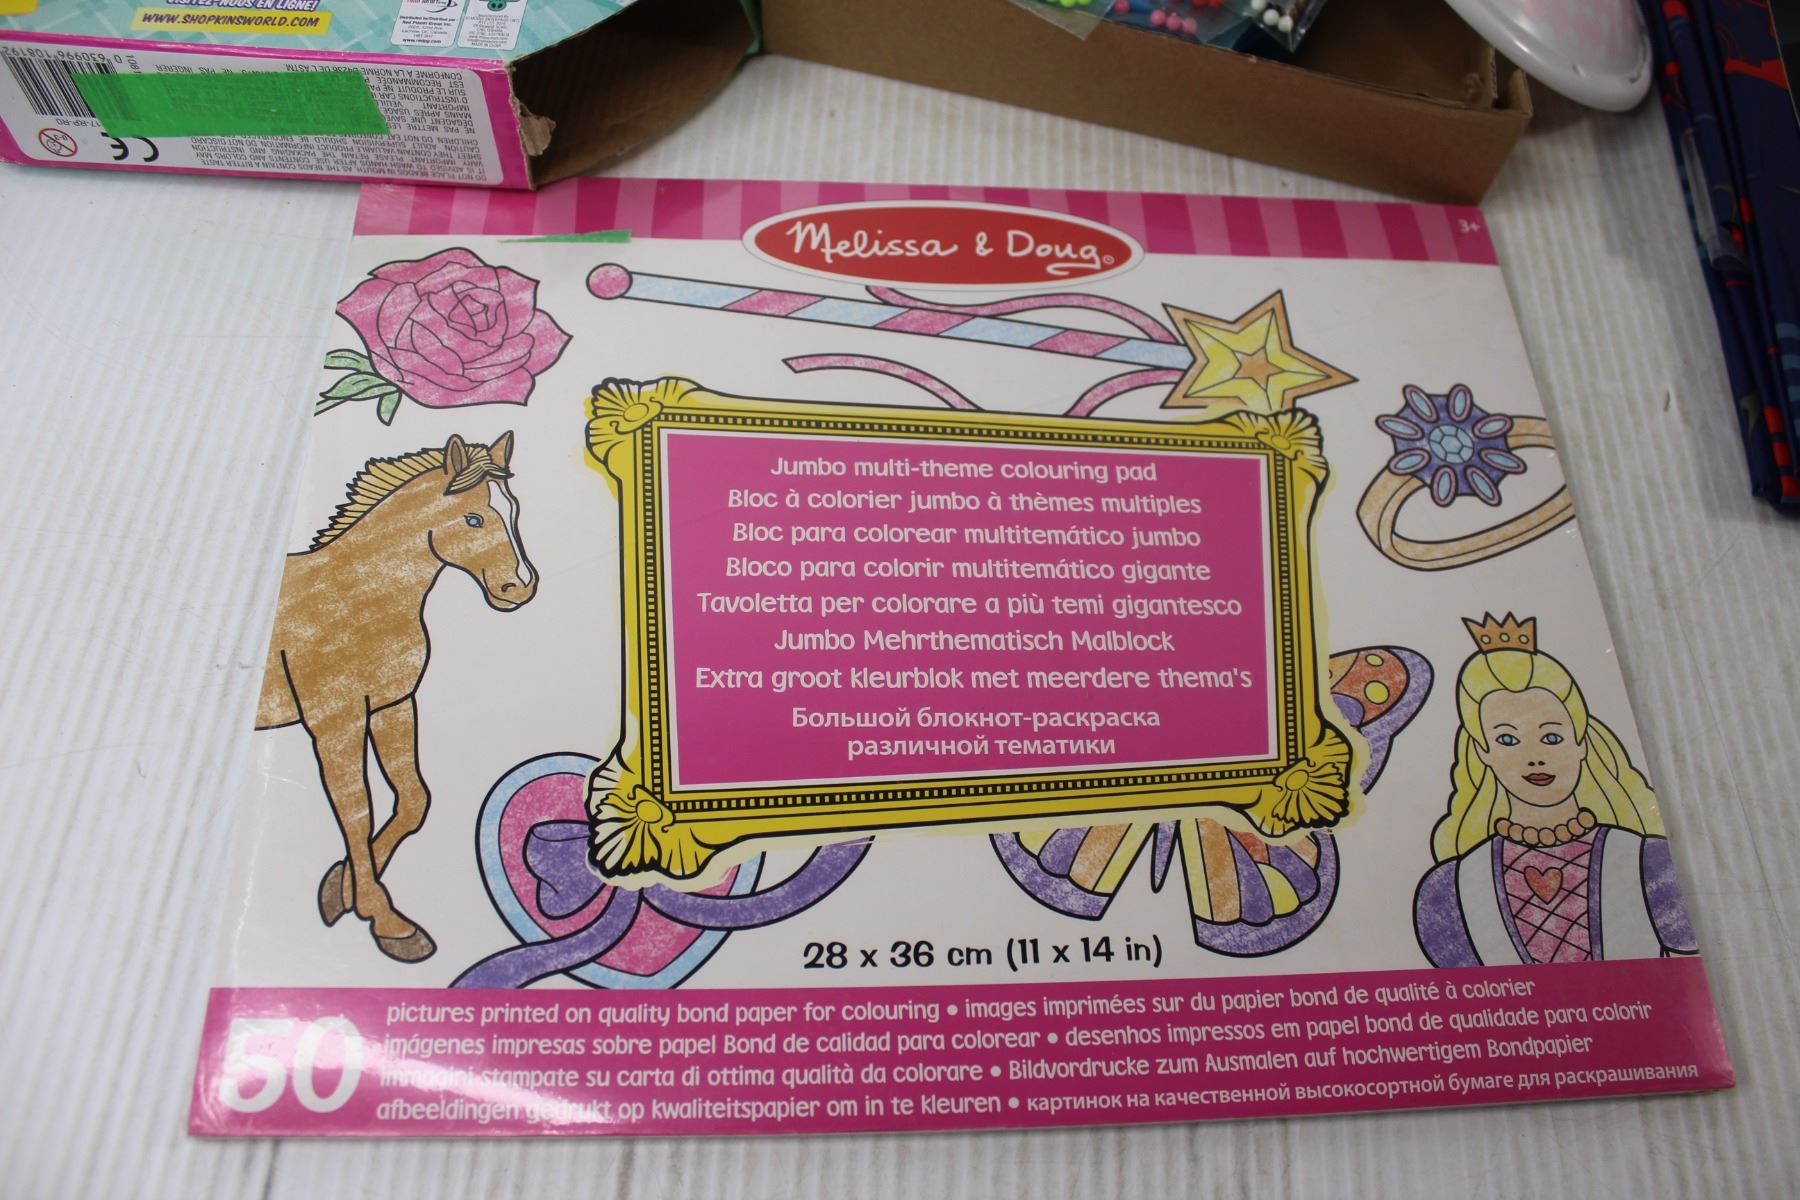 VISITEZ-NOUS EN LIGNE!
WWW.SHOPKINSWORLD.COM
Melissa & Doug®
3+
Jumbo multi-theme colouring pad
Bloc à colorier jumbo à thèmes multiples
Bloc para colorear multitemático jumbo
Bloco para colorir multitemático gigante
Tavoletta per colorare a più temi gigantesco
Jumbo Mehrthematisch Malblock
Extra groot kleurblok met meerdere thema's
Большой блокнот-раскраска
различной тематики
28 x 36 cm (11 x 14 in)
50
pictures printed on quality bond paper for colouring • images imprimées sur du papier bond de qualité à colorier
imágenes impresas sobre papel Bond de calidad para colorear • desenhos impressos em papel bond de qualidade para colorir
immagini stampate su carta di ottima qualità da colorare • Bildvordrucke zum Ausmalen auf hochwertigem Bondpapier
afbeeldingen gedrukt op kwaliteitspapier om in te kleuren • картинок на качественной высокосортной бумаге для раскрашивания